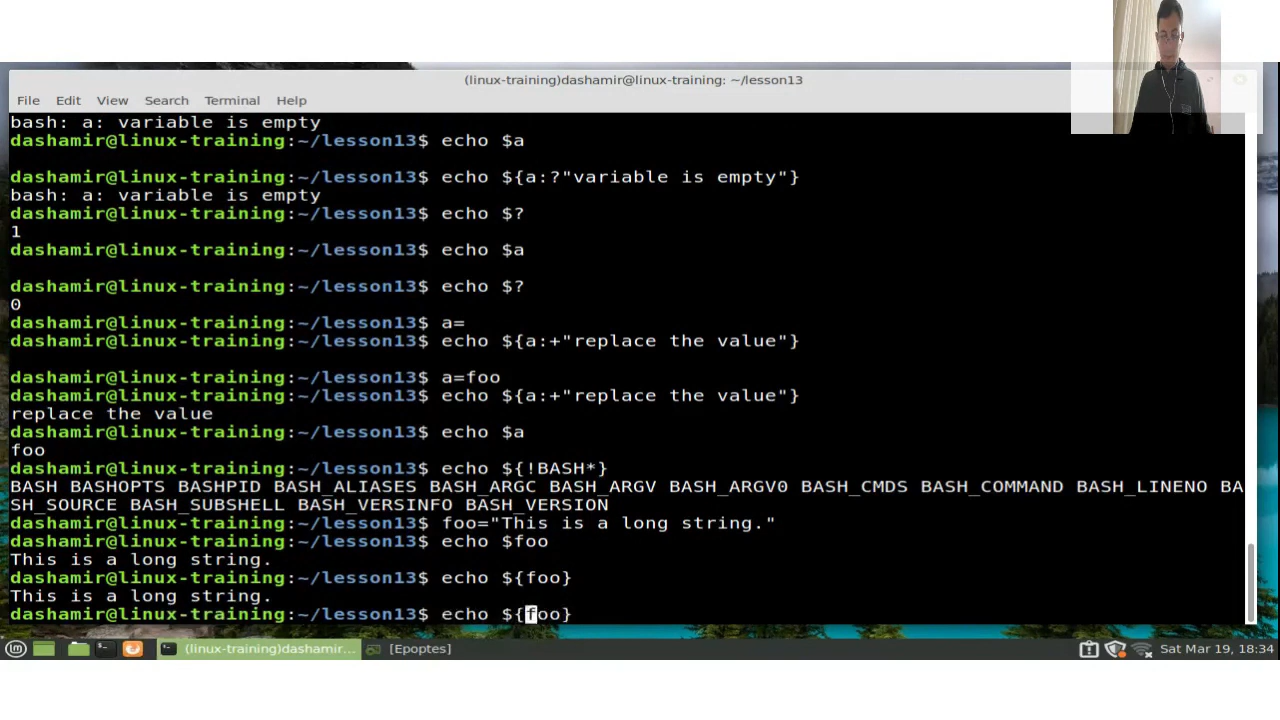 (linux-training)dashamir@linux-training: ~/lesson13
File Edit View Search Terminal Help
bash: a: variable is empty
dashamir@linux-training:~/lesson13$ echo $a
dashamir@linux-training:~/lesson13$ echo ${a:?"variable is empty"}
bash: a: variable is empty
dashamir@linux-training:~/lesson13$ echo $?
1
dashamir@linux-training:~/lesson13$ echo $a
dashamir@linux-training:~/lesson13$ echo $?
0
dashamir@linux-training:~/lesson13$ a=
dashamir@linux-training:~/lesson13$ echo ${a:+"replace the value"}
dashamir@linux-training:~/lesson13$ a=foo
dashamir@linux-training:~/lesson13$ echo ${a:+"replace the value"}
replace the value
dashamir@linux-training:~/lesson13$ echo $a
foo
dashamir@linux-training:~/lesson13$ echo ${!BASH*}
BASH BASHOPTS BASHPID BASH_ALIASES BASH_ARGC BASH_ARGV BASH_ARGV0 BASH_CMDS BASH_COMMAND BASH_LINENO BA
SH_SOURCE BASH_SUBSHELL BASH_VERSINFO BASH_VERSION
dashamir@linux-training:~/lesson13$ foo="This is a long string."
dashamir@linux-training:~/lesson13$ echo $foo
This is a long string.
dashamir@linux-training:~/lesson13$ echo ${foo}
This is a long string.
dashamir@linux-training:~/lesson13$ echo ${foo}
(linux-training)dashamir... [Epoptes] Sat Mar 19, 18:34